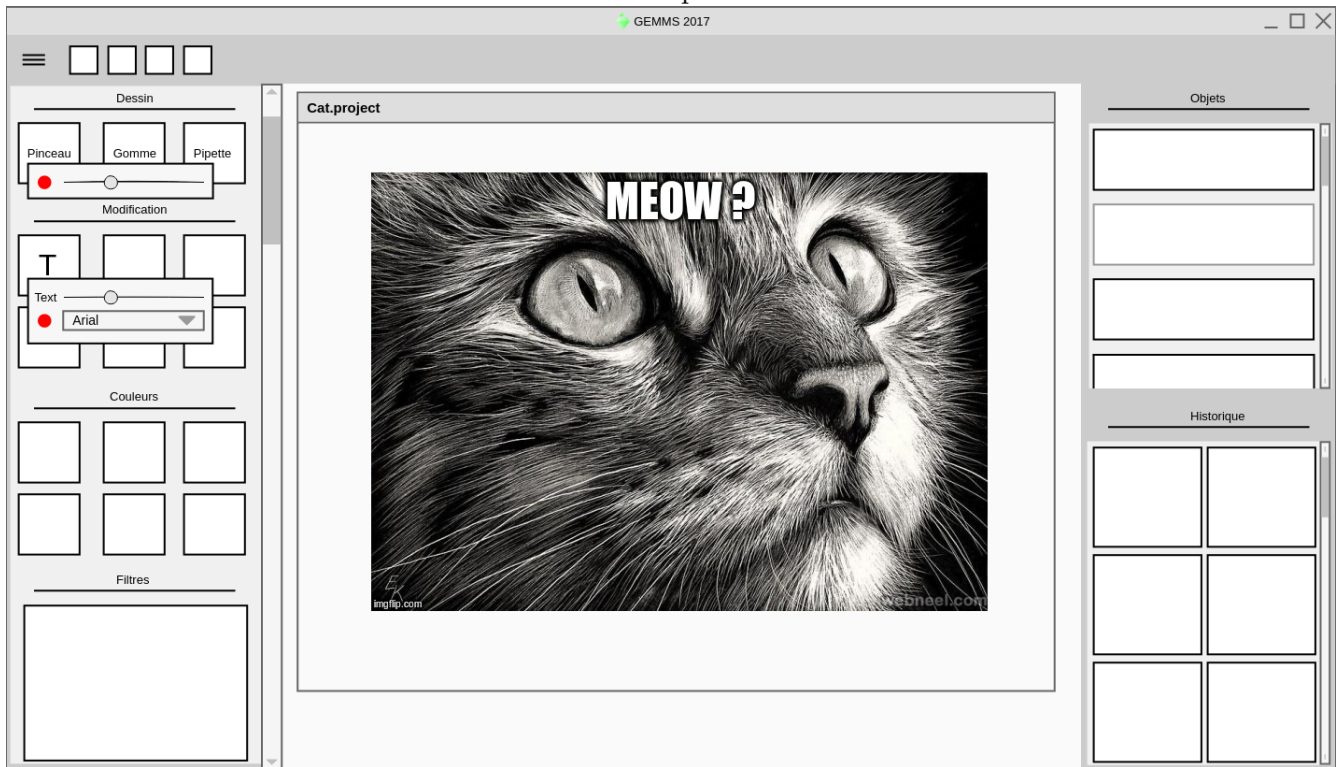 GEMMS 2017
Dessin
Pinceau
Gomme
Pipette
Modification
T
Text
Arial
Couleurs
Filtres
Cat.project
MEOW ?
EK
imgflip.com
webneel.com
Objets
Historique